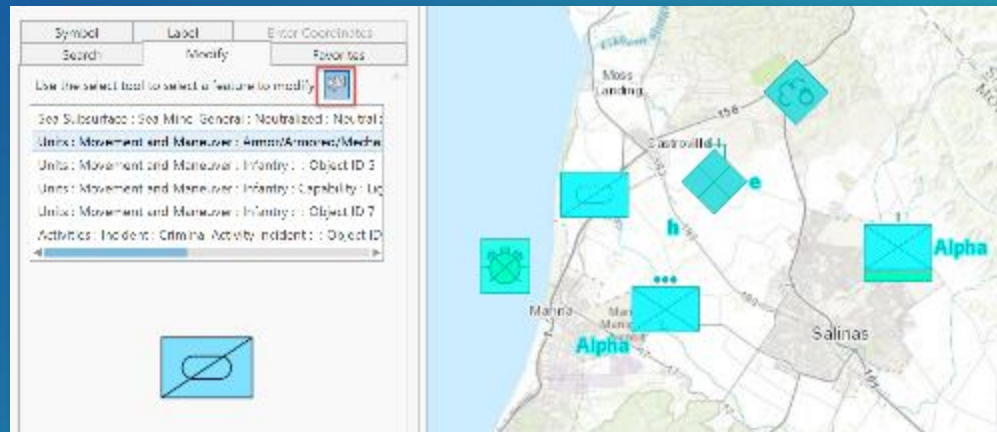 Symbol Label Enter Coordinates
Search Modify Favorites
Use the select tool to select a feature to modify
Sea Subsurface : Sea Mine General : Neutralized : Neutral :
Units : Movement and Maneuver : Armor/Armored/Mecha
Units : Movement and Maneuver : Infantry : : Object ID 3
Units : Movement and Maneuver : Infantry : Capability : Lig
Units : Movement and Maneuver : Infantry : : Object ID 7
Activities : Incident : Criminal Activity Incident : : Object ID
Moss
Landing
156
Castroville
e
h
183
Alpha
Marina
Salinas
Alpha
101